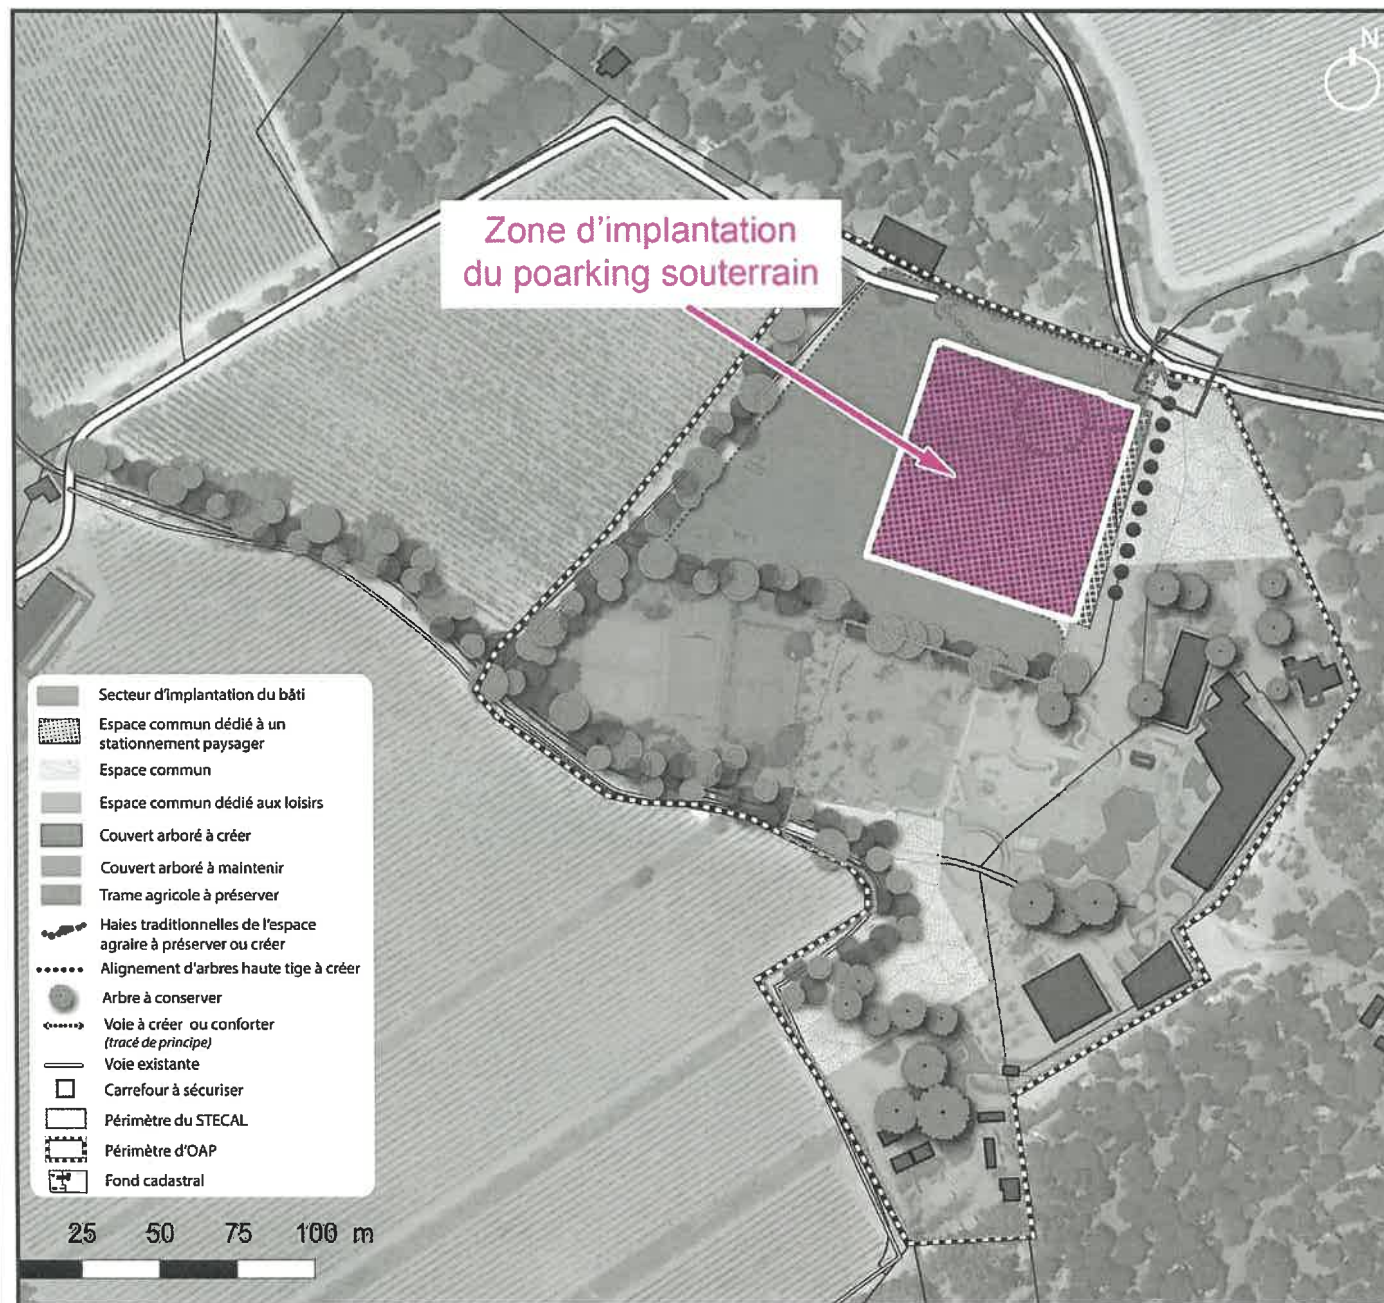 N
Zone d'implantation
du poarking souterrain
Secteur d'implantation du bâti
Espace commun dédié à un
stationnement paysager
Espace commun
Espace commun dédié aux loisirs
Couvert arboré à créer
Couvert arboré à maintenir
Trame agricole à préserver
Haies traditionnelles de l'espace
agraire à préserver ou créer
Alignement d'arbres haute tige à créer
Arbre à conserver
Voie à créer ou conforter
(tracé de principe)
Voie existante
Carrefour à sécuriser
Périmètre du STECAL
Périmètre d'OAP
Fond cadastral
25 50 75 100 m